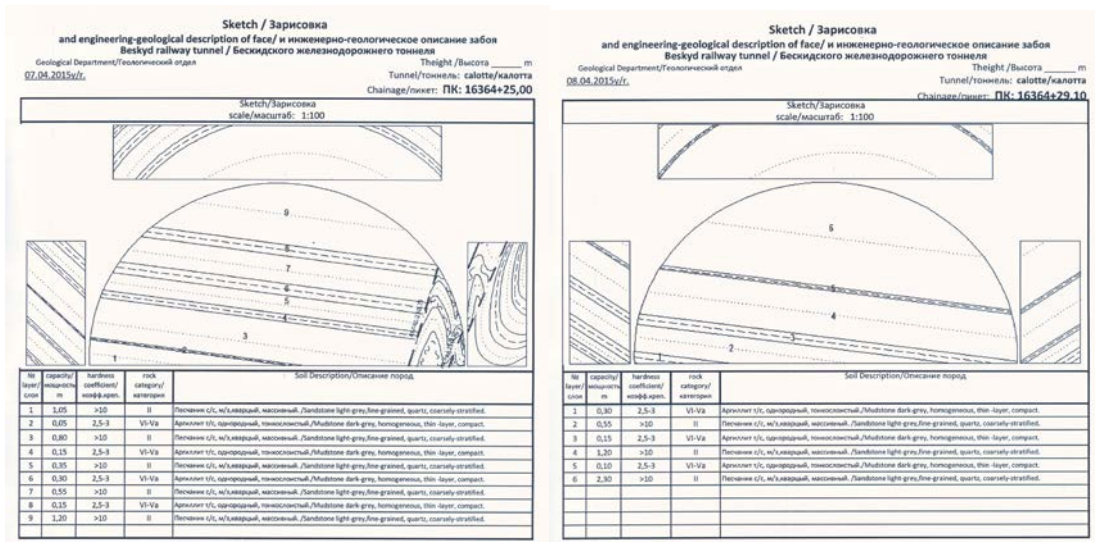 Sketch / Зарисовка
and engineering-geological description of face/ и инженерно-геологическое описание забоя
Beskyd railway tunnel / Бескидского железнодорожнего тоннеля
Geological Department/Геологический отдел
Theight /Высота ______ m
07.04.2015y/г.
Tunnel/тоннель: calotte/калотта
Chainage/пикет: ПК: 16364+25,00
Sketch/Зарисовка
scale/масштаб: 1:100
9
8
7
6
5
4
3
2
1
№ layer/ слоя capacity/ мощность m hardness coefficient/ коэфф.креп. rock category/ категория Soil Description/Описание пород
1 1,05 >10 II Песчаник с/с, м/з,кварцый, массивный. /Sandstone light-grey,fine-grained, quartz, coarsely-stratified.
2 0,05 2,5-3 VI-Va Аргиллит т/с, однородный, тонкослоистый./Mudstone dark-grey, homogeneous, thin -layer, compact.
3 0,80 >10 II Песчаник с/с, м/з,кварцый, массивный. /Sandstone light-grey,fine-grained, quartz, coarsely-stratified.
4 0,15 2,5-3 VI-Va Аргиллит т/с, однородный, тонкослоистый./Mudstone dark-grey, homogeneous, thin -layer, compact.
5 0,35 >10 II Песчаник с/с, м/з,кварцый, массивный. /Sandstone light-grey,fine-grained, quartz, coarsely-stratified.
6 0,30 2,5-3 VI-Va Аргиллит т/с, однородный, тонкослоистый./Mudstone dark-grey, homogeneous, thin -layer, compact.
7 0,55 >10 II Песчаник с/с, м/з,кварцый, массивный. /Sandstone light-grey,fine-grained, quartz, coarsely-stratified.
8 0,15 2,5-3 VI-Va Аргиллит т/с, однородный, тонкослоистый./Mudstone dark-grey, homogeneous, thin -layer, compact.
9 1,20 >10 II Песчаник с/с, м/з,кварцый, массивный. /Sandstone light-grey,fine-grained, quartz, coarsely-stratified.
Sketch / Зарисовка
and engineering-geological description of face/ и инженерно-геологическое описание забоя
Beskyd railway tunnel / Бескидского железнодорожнего тоннеля
Geological Department/Геологический отдел
Theight /Высота ______ m
08.04.2015y/г.
Tunnel/тоннель: calotte/калотта
Chainage/пикет: ПК: 16364+29.10
Sketch/Зарисовка
scale/масштаб: 1:100
6
5
4
3
2
1
№ layer/ слоя capacity/ мощность m hardness coefficient/ коэфф.креп. rock category/ категория Soil Description/Описание пород
1 0,30 2,5-3 VI-Va Аргиллит т/с, однородный, тонкослоистый./Mudstone dark-grey, homogeneous, thin -layer, compact.
2 0,55 >10 II Песчаник с/с, м/з,кварцый, массивный. /Sandstone light-grey,fine-grained, quartz, coarsely-stratified.
3 0,15 2,5-3 VI-Va Аргиллит т/с, однородный, тонкослоистый./Mudstone dark-grey, homogeneous, thin -layer, compact.
4 1,20 >10 II Песчаник с/с, м/з,кварцый, массивный. /Sandstone light-grey,fine-grained, quartz, coarsely-stratified.
5 0,10 2,5-3 VI-Va Аргиллит т/с, однородный, тонкослоистый./Mudstone dark-grey, homogeneous, thin -layer, compact.
6 2,30 >10 II Песчаник с/с, м/з,кварцый, массивный. /Sandstone light-grey,fine-grained, quartz, coarsely-stratified.